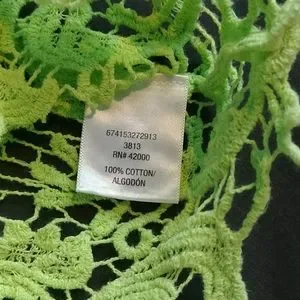 674153272913
3813
RN# 42000
100% COTTON/
ALGODÓN